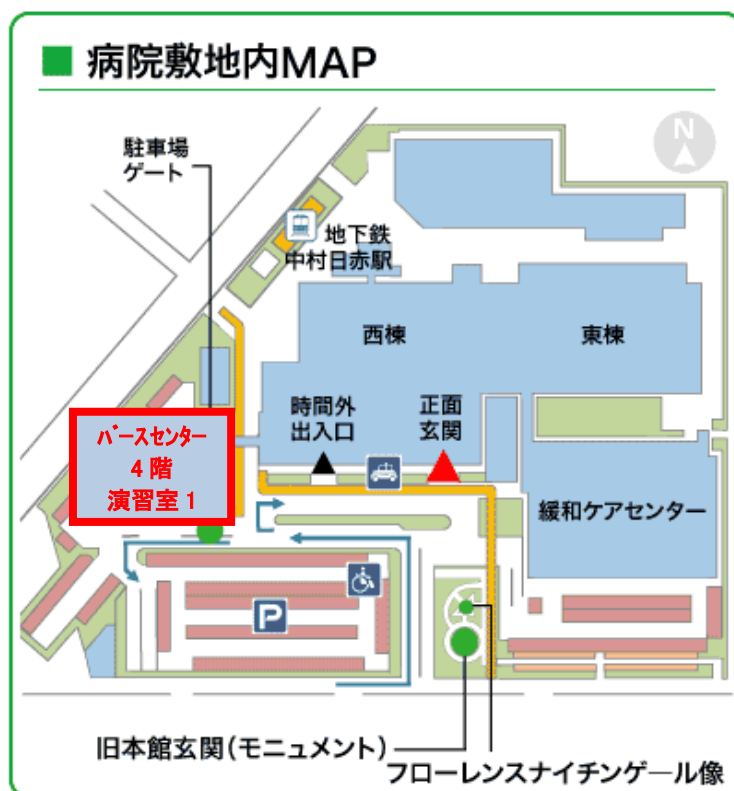 病院敷地内MAP
駐車場
ゲート
N
地下鉄
中村日赤駅
西棟
東棟
時間外
出入口
正面
玄関
バースセンター
4階
演習室1
緩和ケアセンター
P
旧本館玄関(モニュメント)
フローレンスナイチンゲール像